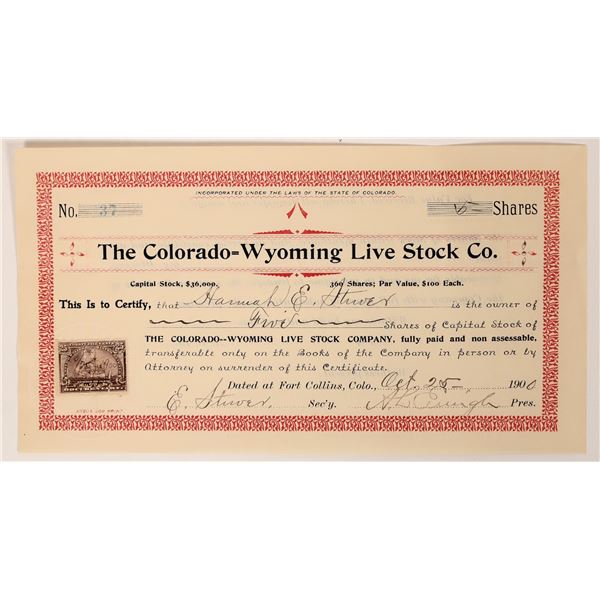 INCORPORATED UNDER THE LAWS OF THE STATE OF COLORADO.
No. 37 5 Shares
The Colorado=Wyoming Live Stock Co.
Capital Stock, $36,000. 360 Shares; Par Value, $100 Each.
This Is to Certify, that Hannah E. Stuver is the owner of
Five Shares of Capital Stock of
THE COLORADO--WYOMING LIVE STOCK COMPANY, fully paid and non assessable,
transferable only on the Books of the Company in person or by
Attorney on surrender of this Certificate.
Dated at Fort Collins, Colo., Oct. 25 1900
E. Stuver. Sec'y. Pres.